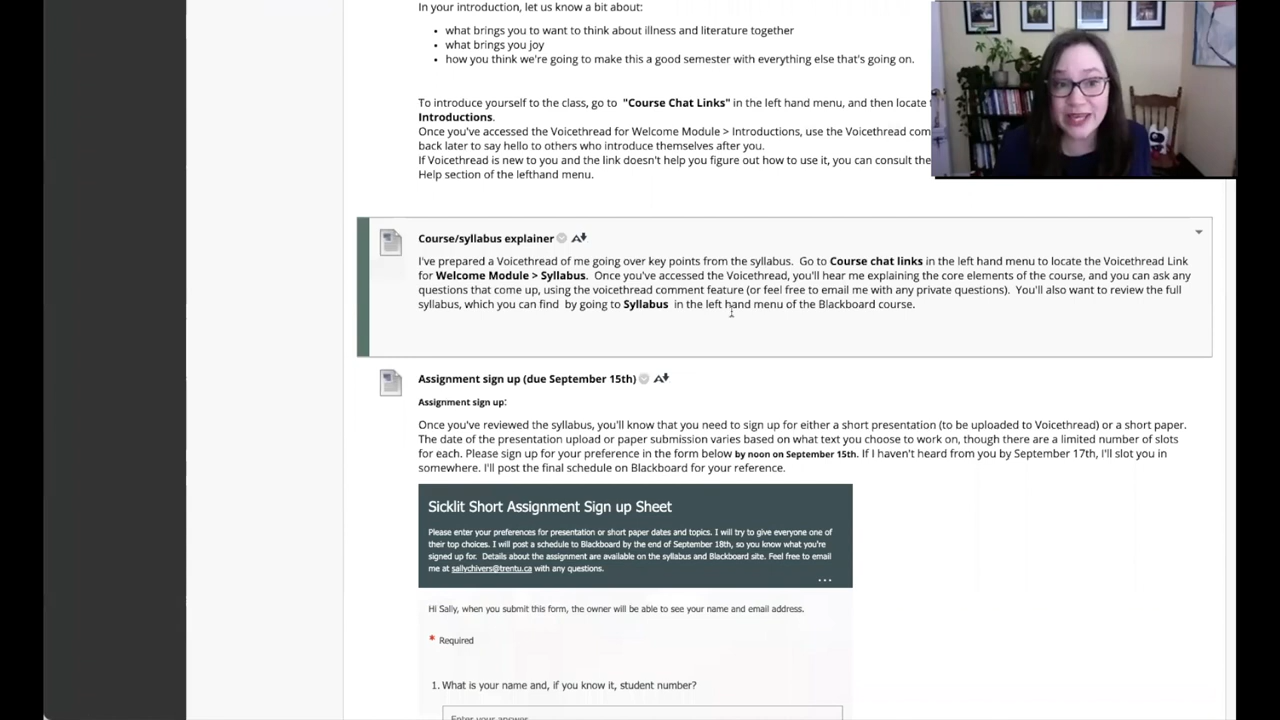 In your introduction, let us know a bit about:
what brings you to want to think about illness and literature together
what brings you joy
how you think we're going to make this a good semester with everything else that's going on.
To introduce yourself to the class, go to "Course Chat Links" in the left hand menu, and then locate
Introductions.
Once you've accessed the Voicethread for Welcome Module > Introductions, use the Voicethread com
back later to say hello to others who introduce themselves after you.
If Voicethread is new to you and the link doesn't help you figure out how to use it, you can consult the
Help section of the lefthand menu.
Course/syllabus explainer
I've prepared a Voicethread of me going over key points from the syllabus. Go to Course chat links in the left hand menu to locate the Voicethread Link
for Welcome Module > Syllabus. Once you've accessed the Voicethread, you'll hear me explaining the core elements of the course, and you can ask any
questions that come up, using the voicethread comment feature (or feel free to email me with any private questions). You'll also want to review the full
syllabus, which you can find by going to Syllabus in the left hand menu of the Blackboard course.
Assignment sign up (due September 15th)
Assignment sign up:
Once you've reviewed the syllabus, you'll know that you need to sign up for either a short presentation (to be uploaded to Voicethread) or a short paper.
The date of the presentation upload or paper submission varies based on what text you choose to work on, though there are a limited number of slots
for each. Please sign up for your preference in the form below by noon on September 15th. If I haven't heard from you by September 17th, I'll slot you in
somewhere. I'll post the final schedule on Blackboard for your reference.
Sicklit Short Assignment Sign up Sheet
Please enter your preferences for presentation or short paper dates and topics. I will try to give everyone one of
their top choices. I will post a schedule to Blackboard by the end of September 18th, so you know what you're
signed up for. Details about the assignment are available on the syllabus and Blackboard site. Feel free to email
me at sallychivers@trentu.ca with any questions.
...
Hi Sally, when you submit this form, the owner will be able to see your name and email address.
* Required
1. What is your name and, if you know it, student number?
Enter your answer